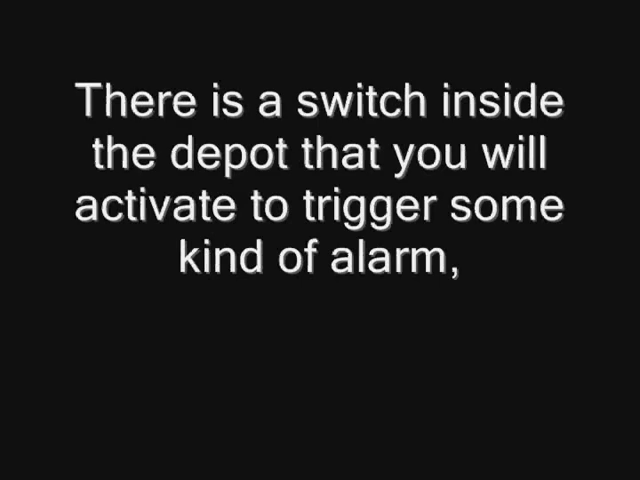 There is a switch inside
the depot that you will
activate to trigger some
kind of alarm,